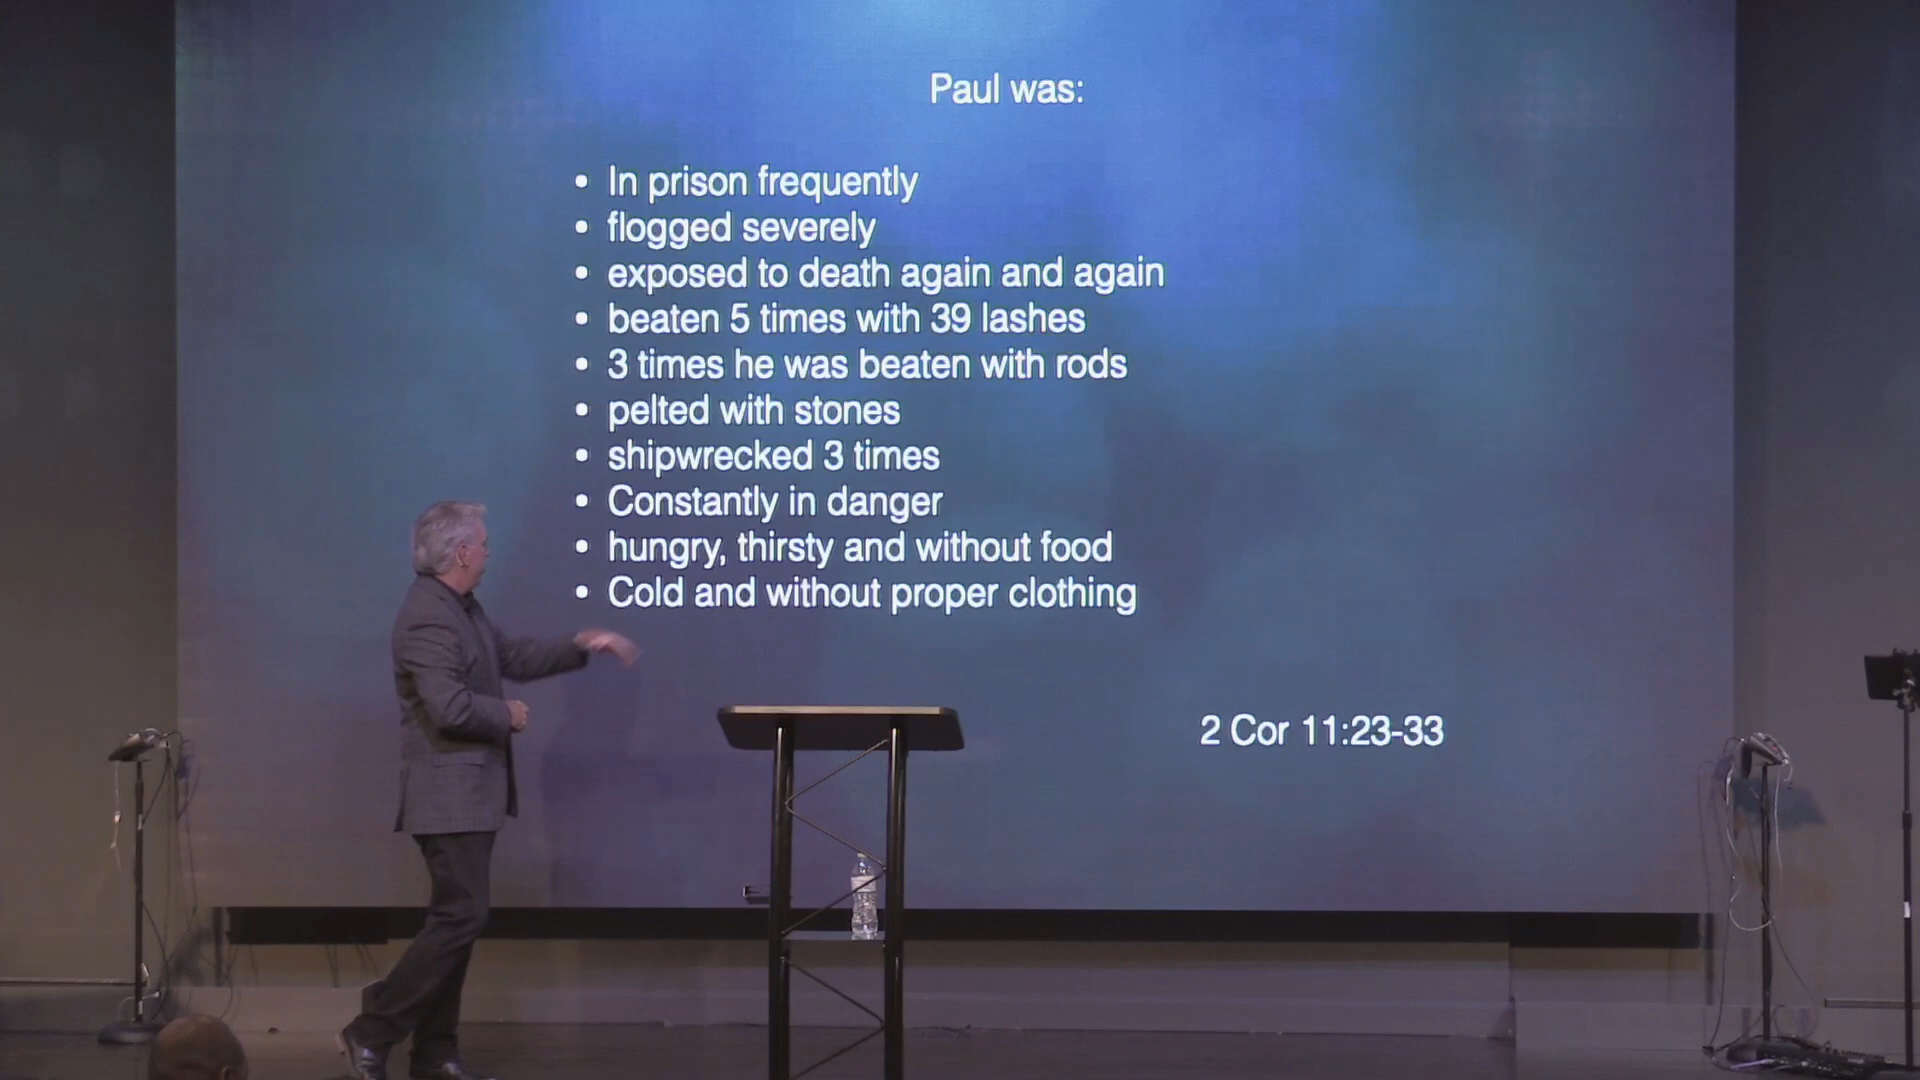 Paul was:
• In prison frequently
• flogged severely
• exposed to death again and again
• beaten 5 times with 39 lashes
• 3 times he was beaten with rods
• pelted with stones
• shipwrecked 3 times
• Constantly in danger
• hungry, thirsty and without food
• Cold and without proper clothing
2 Cor 11:23-33